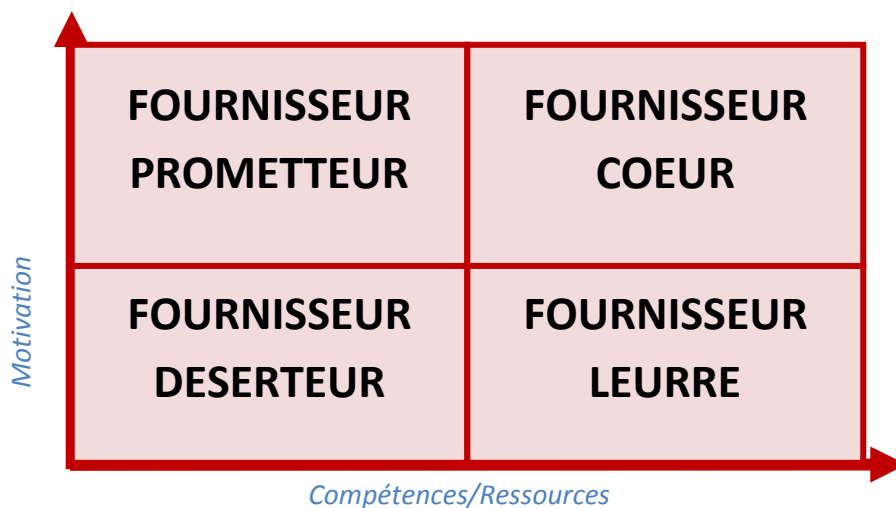 FOURNISSEUR
PROMETTEUR
FOURNISSEUR
COEUR
FOURNISSEUR
DESERTEUR
FOURNISSEUR
LEURRE
Motivation
Compétences/Ressources